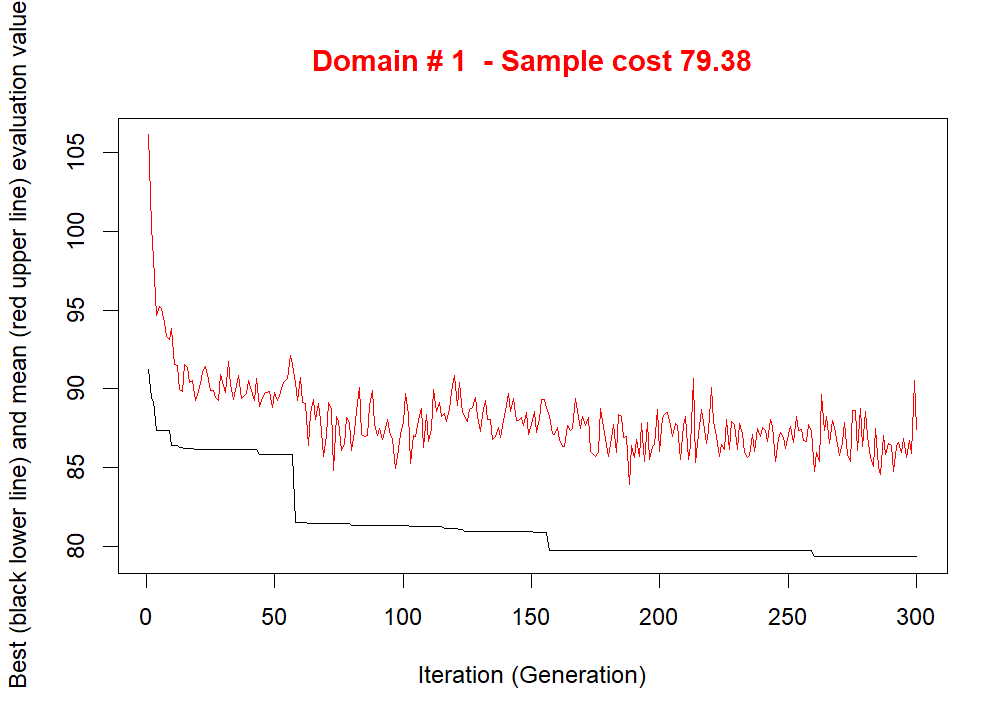 Domain # 1  - Sample cost 79.38
Best (black lower line) and mean (red upper line) evaluation value
105
100
95
90
85
80
0 50 100 150 200 250 300
Iteration (Generation)